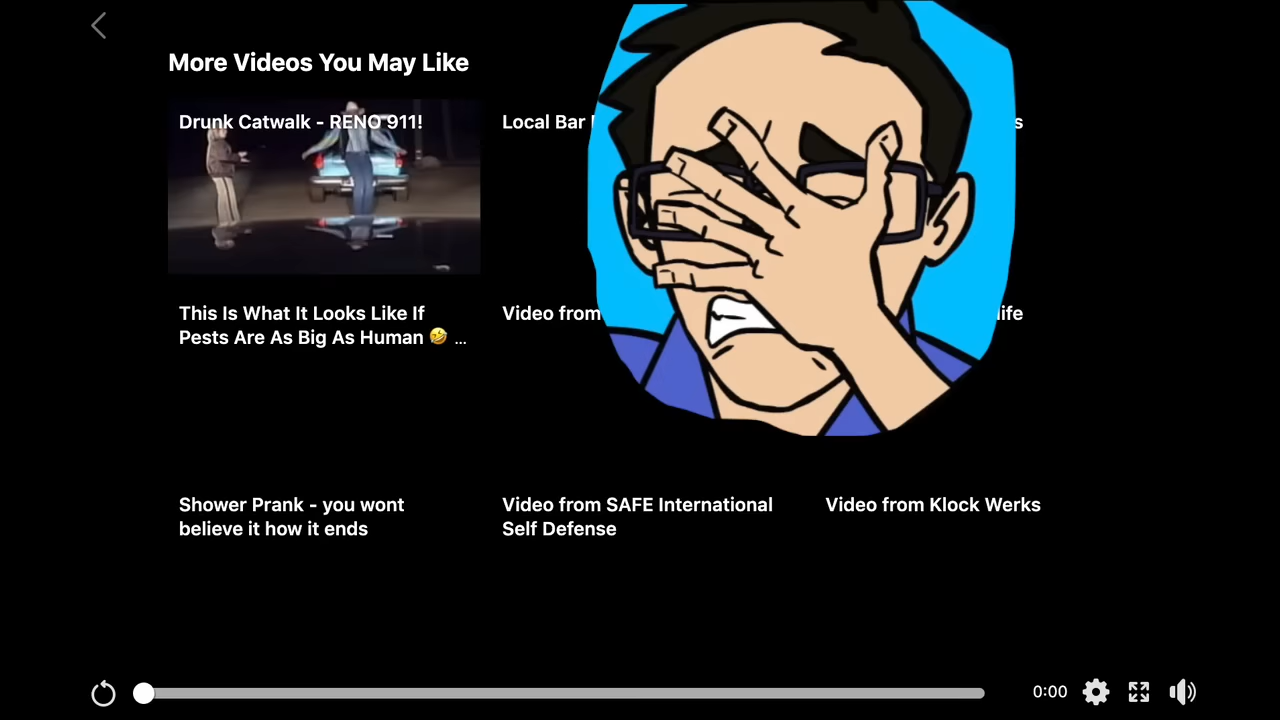 More Videos You May Like
Drunk Catwalk - RENO 911!
Local Bar
This Is What It Looks Like If
Pests Are As Big As Human 🤣 ...
Video from
Shower Prank - you wont
believe it how it ends
Video from SAFE International
Self Defense
Video from Klock Werks
0:00